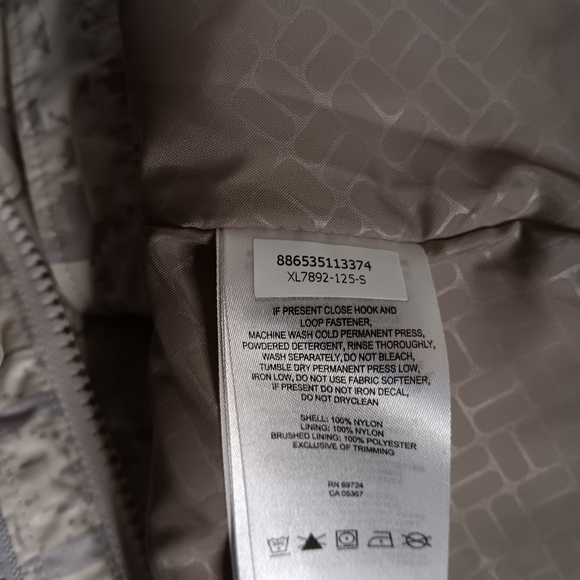 886535113374
XL7892-125-S
IF PRESENT CLOSE HOOK AND
LOOP FASTENER,
MACHINE WASH COLD PERMANENT PRESS,
POWDERED DETERGENT, RINSE THOROUGHLY,
WASH SEPARATELY, DO NOT BLEACH,
TUMBLE DRY PERMANENT PRESS LOW,
IRON LOW, DO NOT USE FABRIC SOFTENER,
IF PRESENT DO NOT IRON DECAL,
DO NOT DRYCLEAN
SHELL: 100% NYLON
LINING: 100% NYLON
BRUSHED LINING: 100% POLYESTER
EXCLUSIVE OF TRIMMING
RN 89724
CA 05367